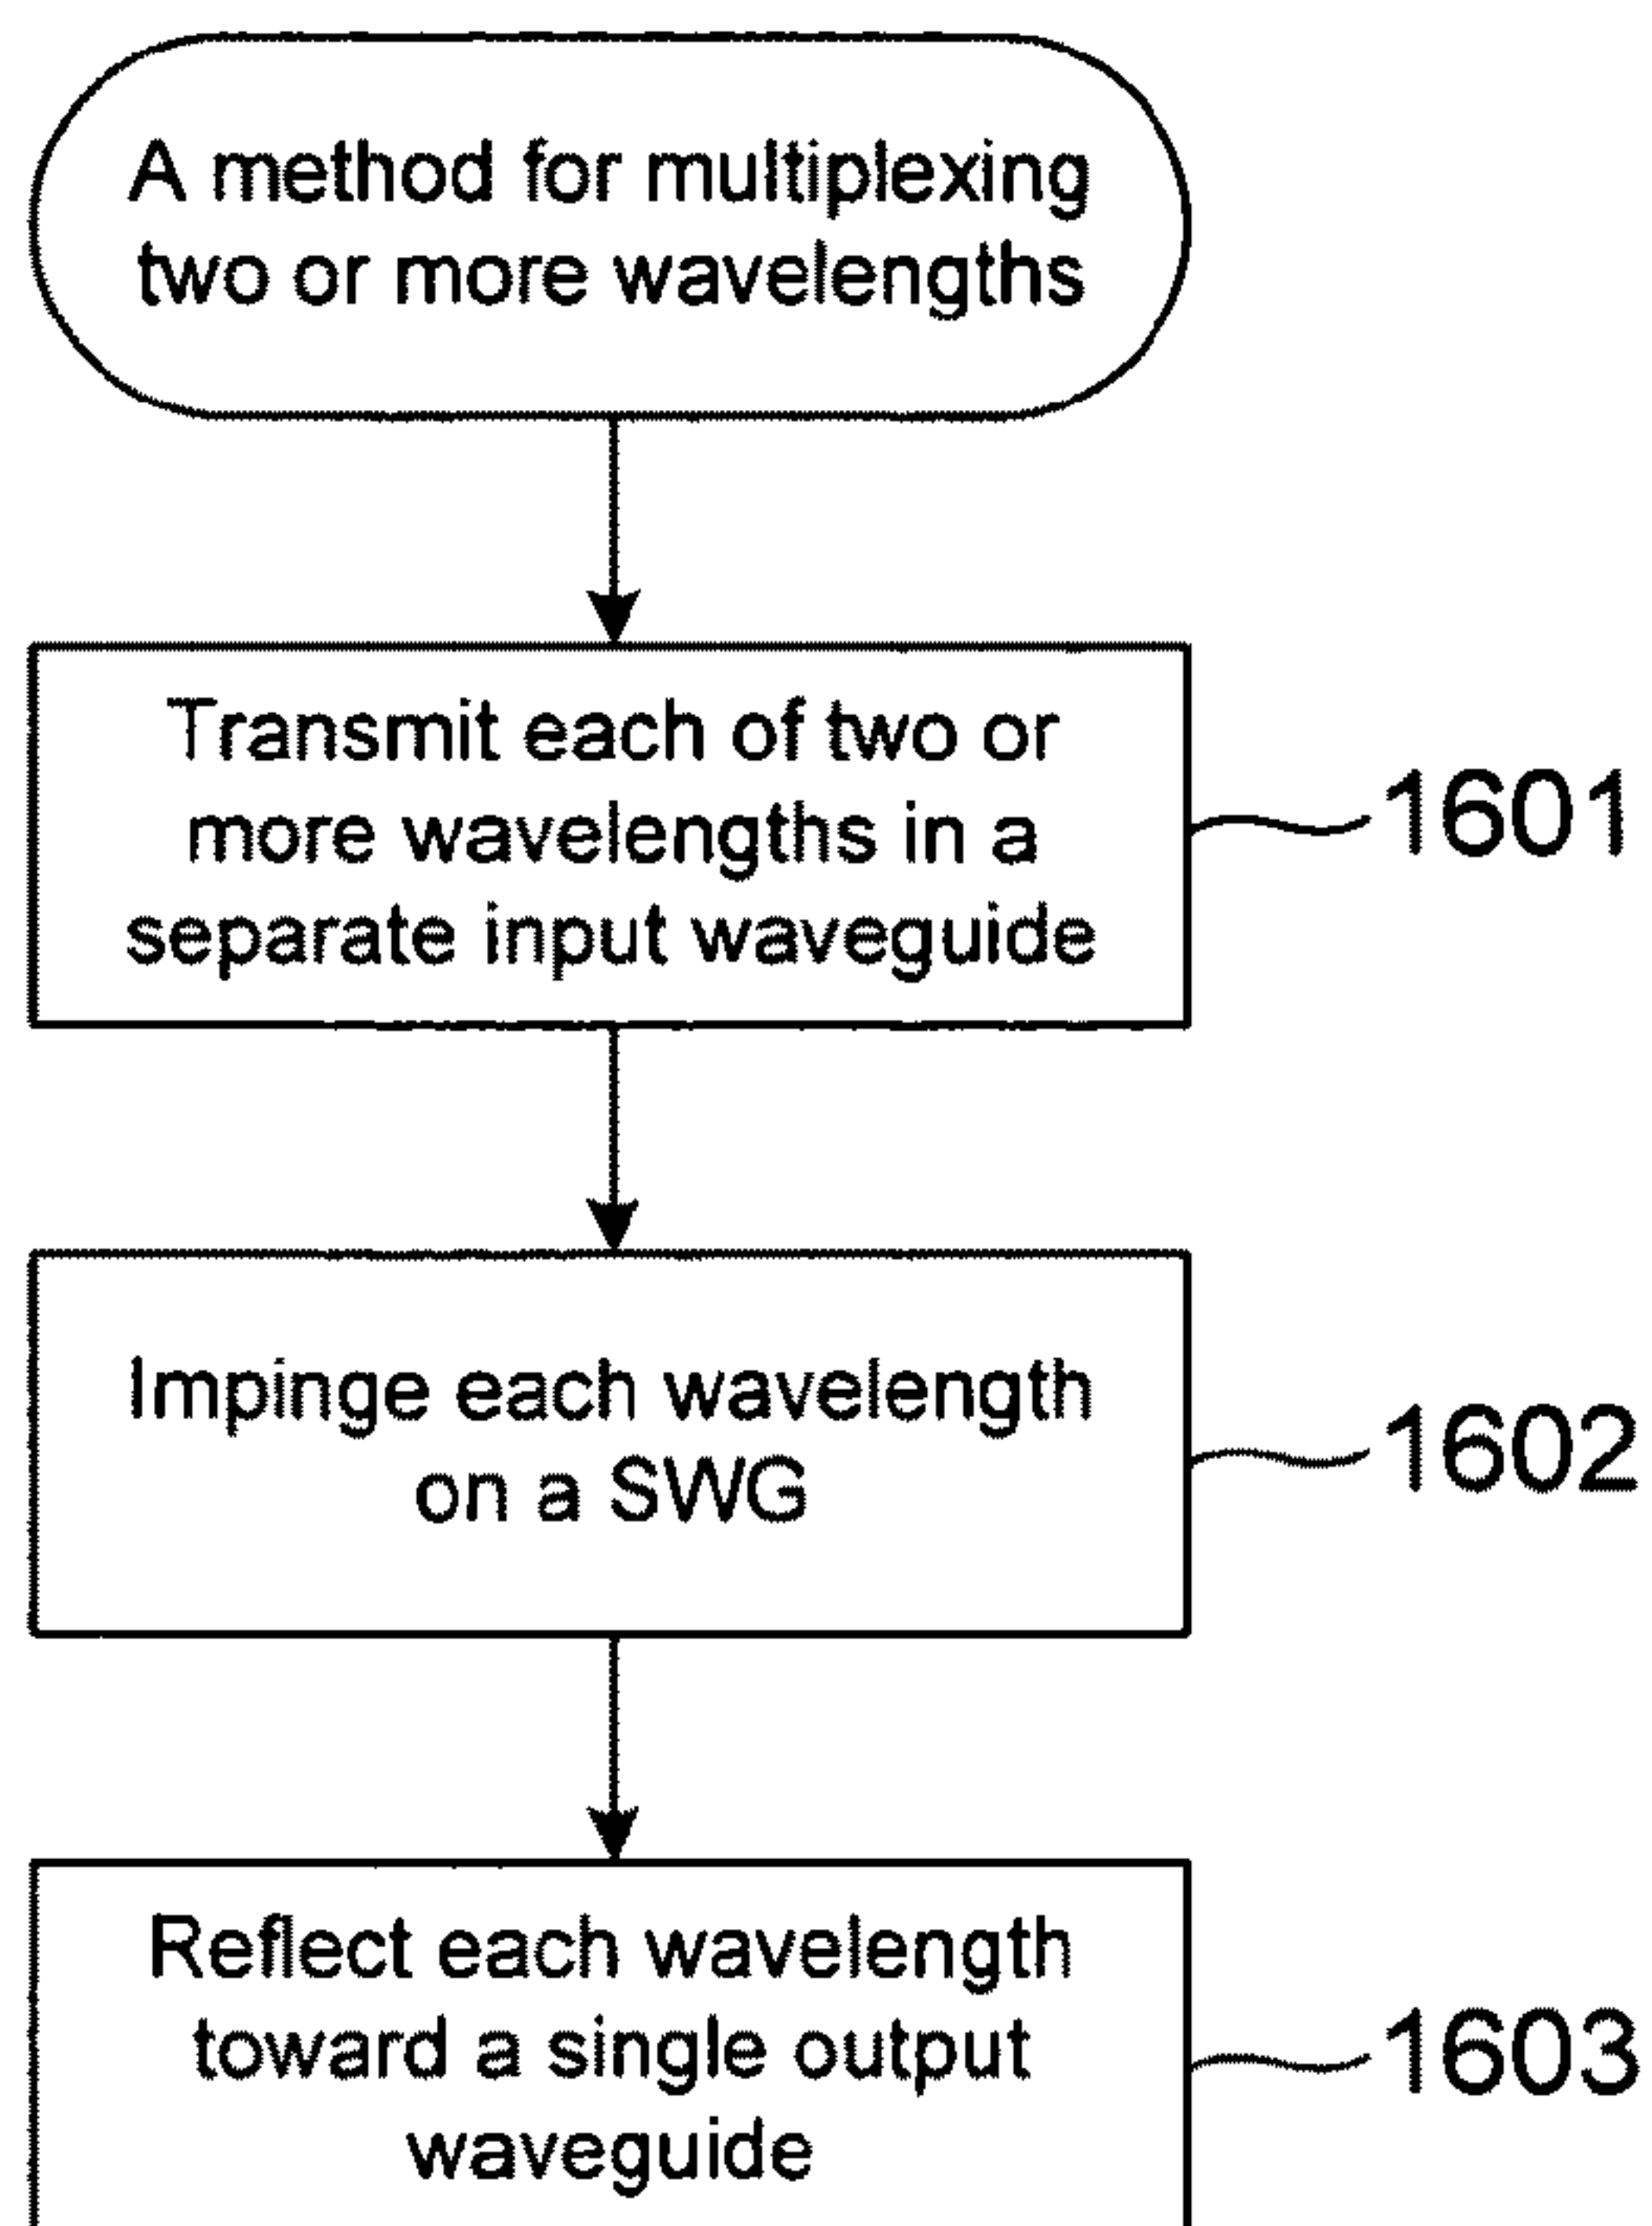 A method for multiplexing
two or more wavelengths
Transmit each of two or
more wavelengths in a
separate input waveguide
1601
Impinge each wavelength
on a SWG
1602
Reflect each wavelength
toward a single output
waveguide
1603